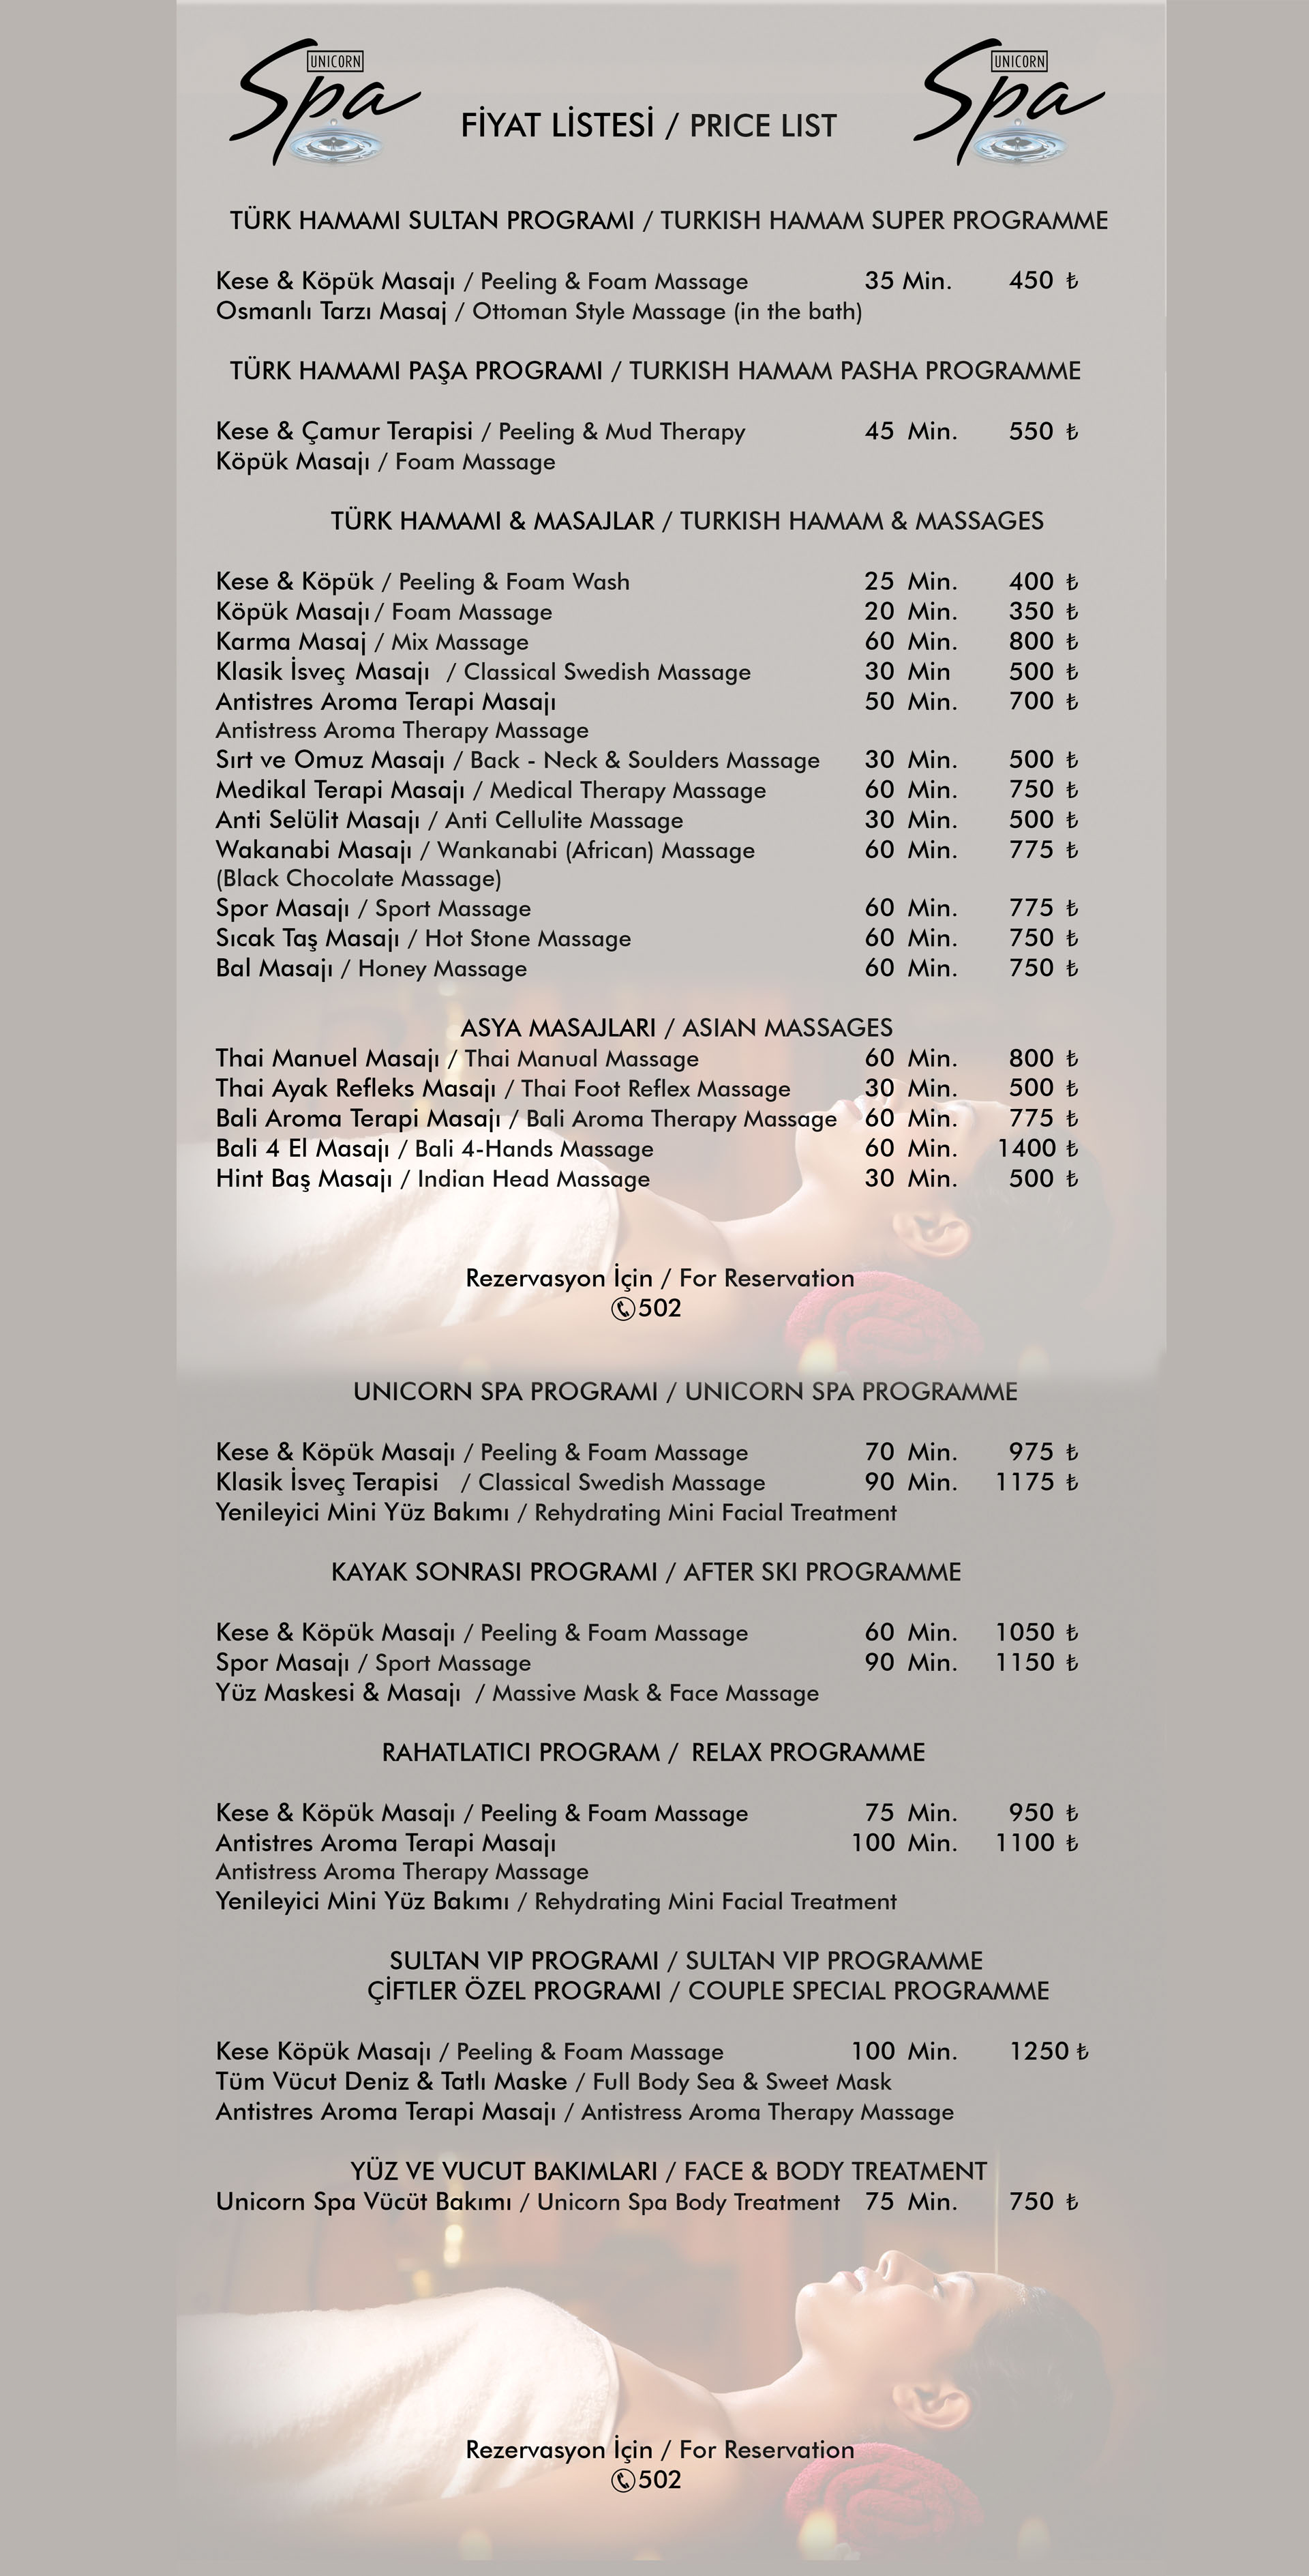 UNICORN
Spa
FİYAT LİSTESİ / PRICE LIST
UNICORN
Spa
TÜRK HAMAMI SULTAN PROGRAMI / TURKISH HAMAM SUPER PROGRAMME
Kese & Köpük Masajı / Peeling & Foam Massage 35 Min. 450 ₺
Osmanlı Tarzı Masaj / Ottoman Style Massage (in the bath)
TÜRK HAMAMI PAŞA PROGRAMI / TURKISH HAMAM PASHA PROGRAMME
Kese & Çamur Terapisi / Peeling & Mud Therapy 45 Min. 550 ₺
Köpük Masajı / Foam Massage
TÜRK HAMAMI & MASAJLAR / TURKISH HAMAM & MASSAGES
Kese & Köpük / Peeling & Foam Wash 25 Min. 400 ₺
Köpük Masajı / Foam Massage 20 Min. 350 ₺
Karma Masaj / Mix Massage 60 Min. 800 ₺
Klasik İsveç Masajı / Classical Swedish Massage 30 Min 500 ₺
Antistres Aroma Terapi Masajı 50 Min. 700 ₺
Antistress Aroma Therapy Massage
Sırt ve Omuz Masajı / Back - Neck & Soulders Massage 30 Min. 500 ₺
Medikal Terapi Masajı / Medical Therapy Massage 60 Min. 750 ₺
Anti Selülit Masajı / Anti Cellulite Massage 30 Min. 500 ₺
Wakanabi Masajı / Wankanabi (African) Massage 60 Min. 775 ₺
(Black Chocolate Massage)
Spor Masajı / Sport Massage 60 Min. 775 ₺
Sıcak Taş Masajı / Hot Stone Massage 60 Min. 750 ₺
Bal Masajı / Honey Massage 60 Min. 750 ₺
ASYA MASAJLARI / ASIAN MASSAGES
Thai Manuel Masajı / Thai Manual Massage 60 Min. 800 ₺
Thai Ayak Refleks Masajı / Thai Foot Reflex Massage 30 Min. 500 ₺
Bali Aroma Terapi Masajı / Bali Aroma Therapy Massage 60 Min. 775 ₺
Bali 4 El Masajı / Bali 4-Hands Massage 60 Min. 1400 ₺
Hint Baş Masajı / Indian Head Massage 30 Min. 500 ₺
Rezervasyon İçin / For Reservation
✆502
UNICORN SPA PROGRAMI / UNICORN SPA PROGRAMME
Kese & Köpük Masajı / Peeling & Foam Massage 70 Min. 975 ₺
Klasik İsveç Terapisi / Classical Swedish Massage 90 Min. 1175 ₺
Yenileyici Mini Yüz Bakımı / Rehydrating Mini Facial Treatment
KAYAK SONRASI PROGRAMI / AFTER SKI PROGRAMME
Kese & Köpük Masajı / Peeling & Foam Massage 60 Min. 1050 ₺
Spor Masajı / Sport Massage 90 Min. 1150 ₺
Yüz Maskesi & Masajı / Massive Mask & Face Massage
RAHATLATICI PROGRAM / RELAX PROGRAMME
Kese & Köpük Masajı / Peeling & Foam Massage 75 Min. 950 ₺
Antistres Aroma Terapi Masajı 100 Min. 1100 ₺
Antistress Aroma Therapy Massage
Yenileyici Mini Yüz Bakımı / Rehydrating Mini Facial Treatment
SULTAN VIP PROGRAMI / SULTAN VIP PROGRAMME
ÇİFTLER ÖZEL PROGRAMI / COUPLE SPECIAL PROGRAMME
Kese Köpük Masajı / Peeling & Foam Massage 100 Min. 1250 ₺
Tüm Vücut Deniz & Tatlı Maske / Full Body Sea & Sweet Mask
Antistres Aroma Terapi Masajı / Antistress Aroma Therapy Massage
YÜZ VE VUCUT BAKIMLARI / FACE & BODY TREATMENT
Unicorn Spa Vücüt Bakımı / Unicorn Spa Body Treatment 75 Min. 750 ₺
Rezervasyon İçin / For Reservation
✆502